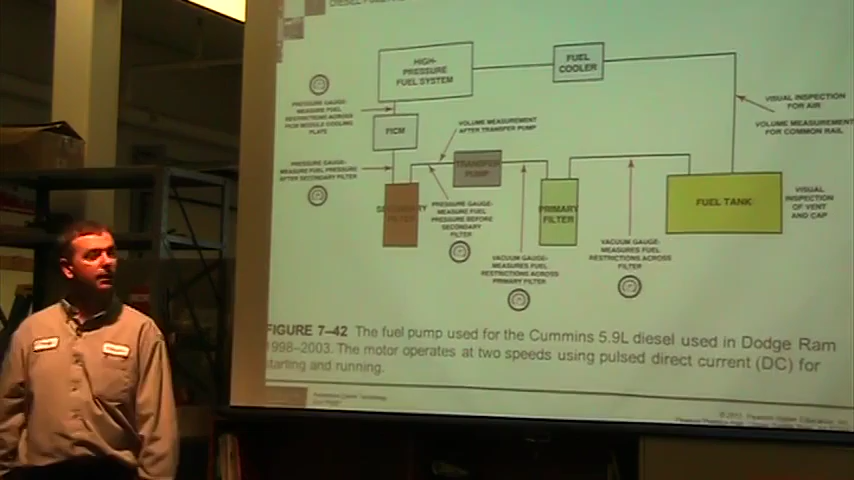 HIGH-
PRESSURE
FUEL SYSTEM
FUEL
COOLER
PRESSURE GAUGE-
MEASURE FUEL
RESTRICTIONS ACROSS
FICM MODULE COOLING
PLATE
FICM
VOLUME MEASUREMENT
AFTER TRANSFER PUMP
VISUAL INSPECTION
FOR AIR
VOLUME MEASUREMENT
FOR COMMON RAIL
PRESSURE GAUGE-
MEASURE FUEL PRESSURE
AFTER SECONDARY FILTER
TRANSFER
PUMP
SECONDARY
FILTER
PRESSURE GAUGE-
MEASURE FUEL
PRESSURE BEFORE
SECONDARY
FILTER
PRIMARY
FILTER
FUEL TANK
VISUAL
INSPECTION
OF VENT
AND CAP
VACUUM GAUGE-
MEASURES FUEL
RESTRICTIONS ACROSS
PRIMARY FILTER
VACUUM GAUGE-
MEASURES FUEL
RESTRICTIONS ACROSS
FILTER
FIGURE 7–42 The fuel pump used for the Cummins 5.9L diesel used in Dodge Ram
1998–2003. The motor operates at two speeds using pulsed direct current (DC) for
starting and running.